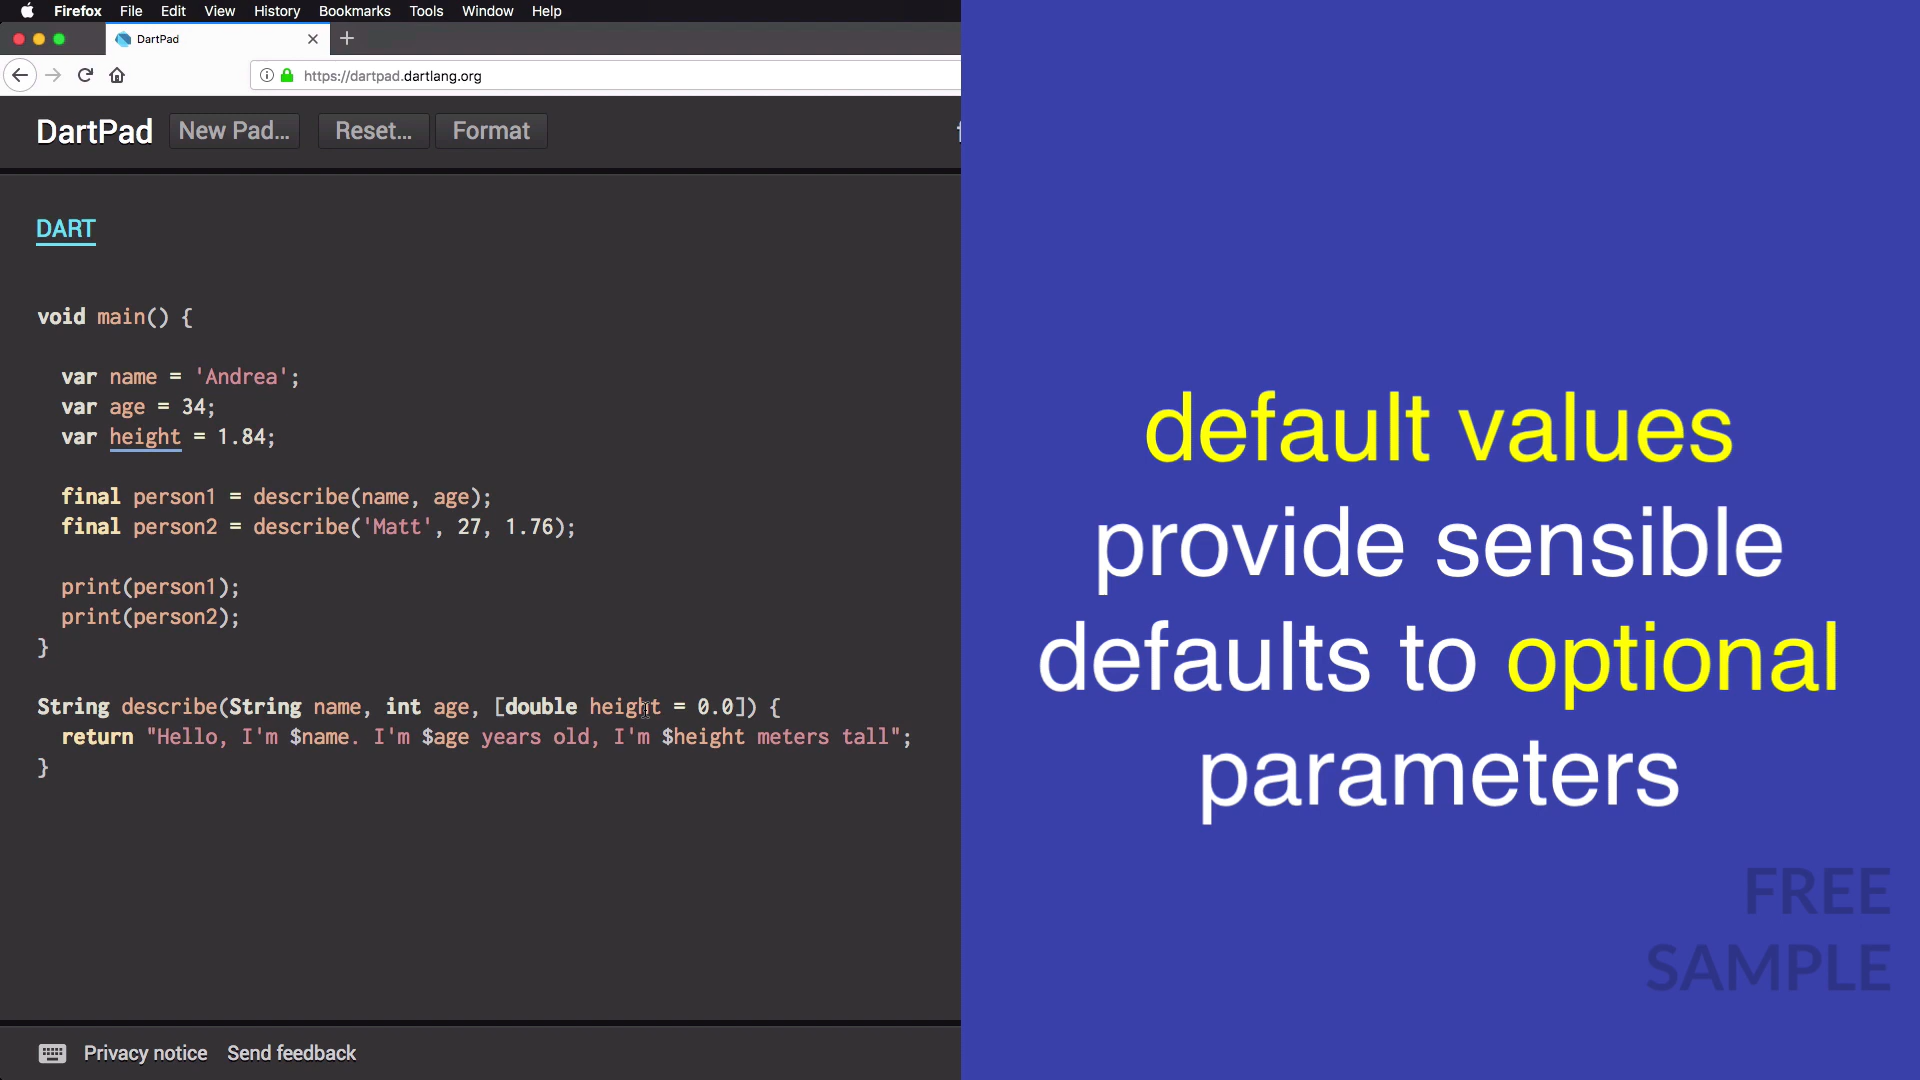 Firefox File Edit View History Bookmarks Tools Window Help
DartPad
https://dartpad.dartlang.org
DartPad New Pad... Reset... Format
DART
void main() {
var name = 'Andrea';
var age = 34;
var height = 1.84;
final person1 = describe(name, age);
final person2 = describe('Matt', 27, 1.76);
print(person1);
print(person2);
}
String describe(String name, int age, [double height = 0.0]) {
return "Hello, I'm $name. I'm $age years old, I'm $height meters tall";
}
Privacy notice Send feedback
default values
provide sensible
defaults to optional
parameters
FREE
SAMPLE